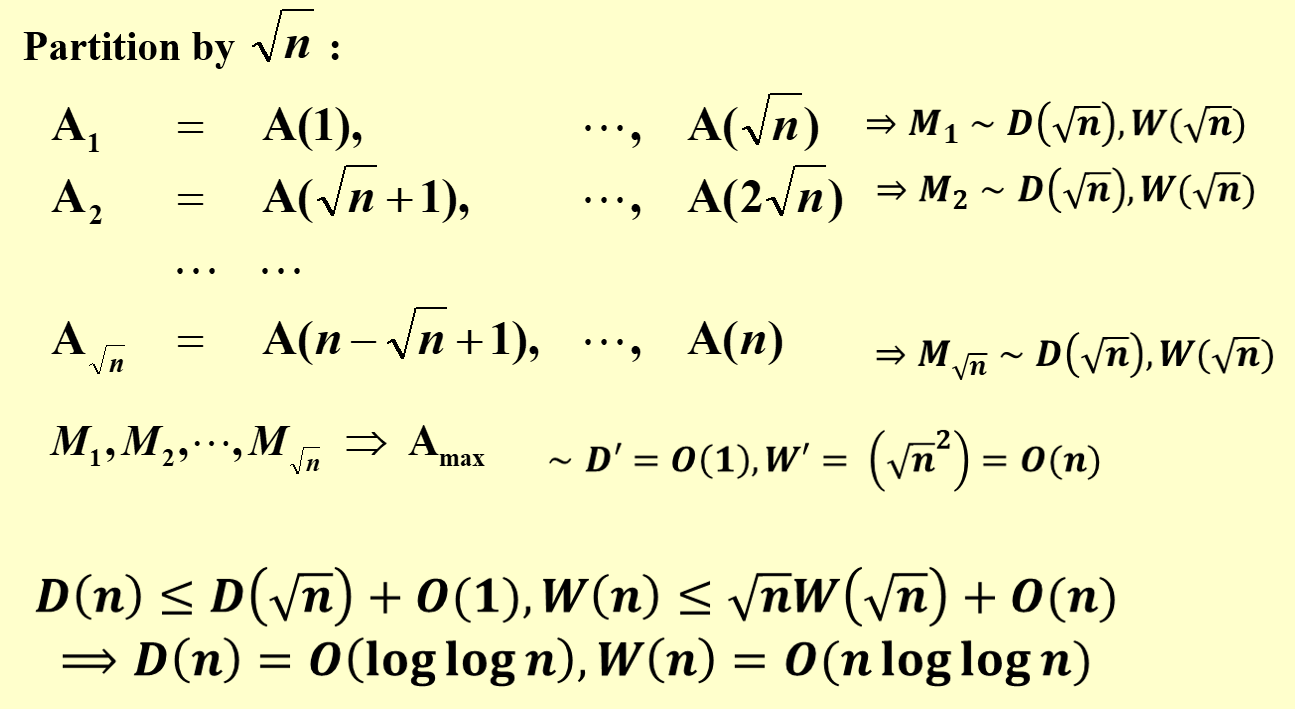 Partition by √n :
A₁ = A(1), ⋯, A(√n) ⇒ M₁ ~ D(√n), W(√n)
A₂ = A(√n + 1), ⋯, A(2√n) ⇒ M₂ ~ D(√n), W(√n)
⋯ ⋯
A_√n = A(n − √n + 1), ⋯, A(n) ⇒ M_√n ~ D(√n), W(√n)
M₁, M₂, ⋯, M_√n ⇒ A_max ~ D′ = O(1), W′ = (√n²) = O(n)
D(n) ≤ D(√n) + O(1), W(n) ≤ √nW(√n) + O(n)
⟹ D(n) = O(log log n), W(n) = O(n log log n)